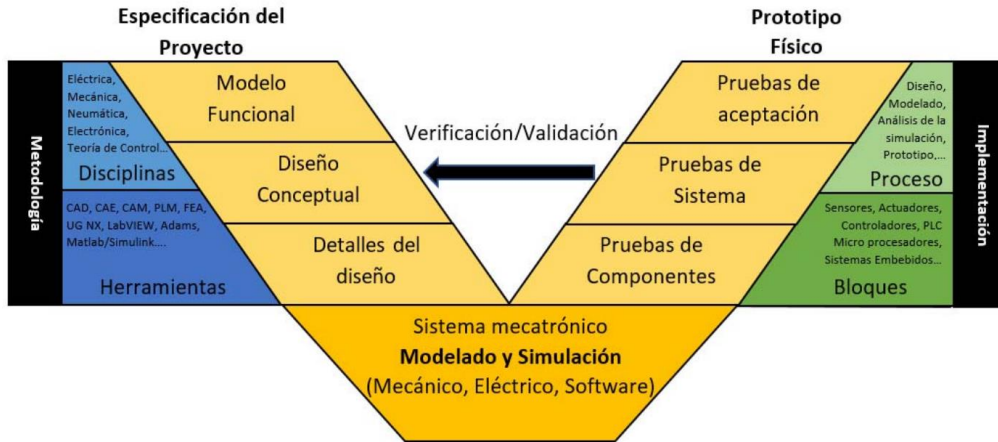 Especificación del
Proyecto
Prototipo
Físico
Metodología
Eléctrica,
Mecánica,
Neumática,
Electrónica,
Teoría de Control...
Disciplinas
CAD, CAE, CAM, PLM, FEA,
UG NX, LabVIEW, Adams,
Matlab/Simulink....
Herramientas
Modelo
Funcional
Diseño
Conceptual
Detalles del
diseño
Verificación/Validación
Pruebas de
aceptación
Pruebas de
Sistema
Pruebas de
Componentes
Diseño,
Modelado,
Análisis de la
simulación,
Prototipo,...
Proceso
Sensores, Actuadores,
Controladores, PLC
Micro procesadores,
Sistemas Embebidos...
Bloques
Implementación
Sistema mecatrónico
Modelado y Simulación
(Mecánico, Eléctrico, Software)